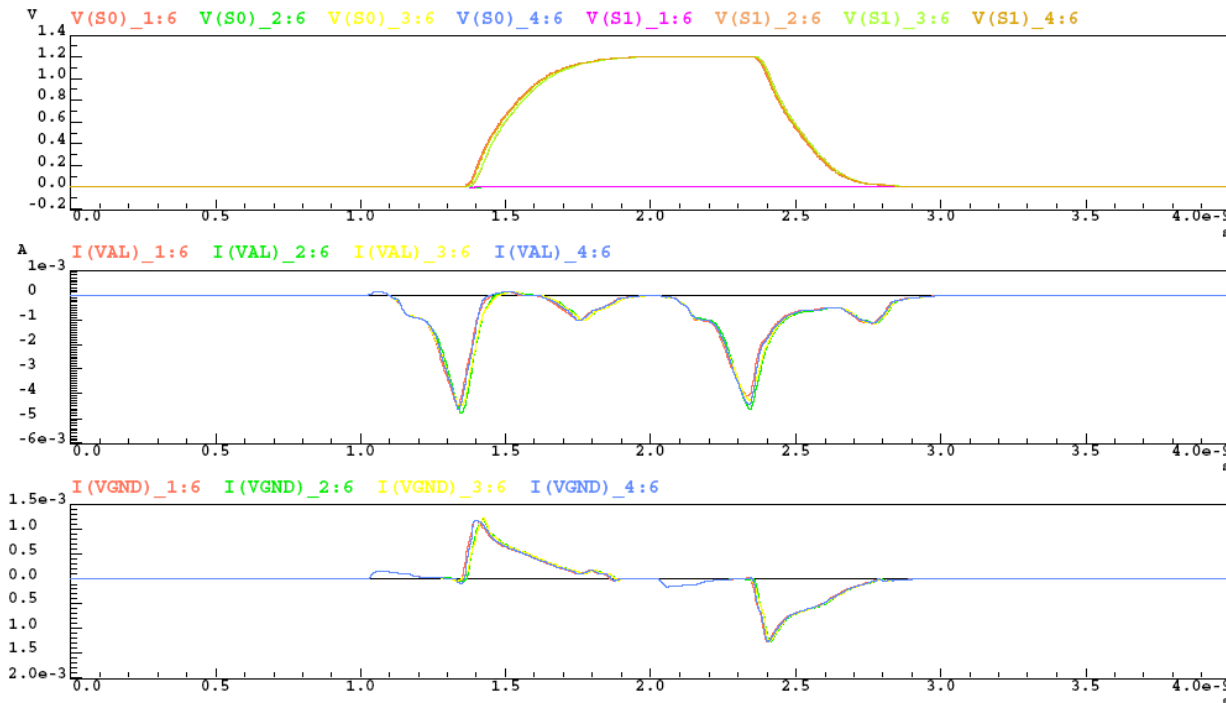 V V(S0)_1:6 V(S0)_2:6 V(S0)_3:6 V(S0)_4:6 V(S1)_1:6 V(S1)_2:6 V(S1)_3:6 V(S1)_4:6
1.4
1.2
1.0
0.8
0.6
0.4
0.2
0.0
-0.2
0.0 0.5 1.0 1.5 2.0 2.5 3.0 3.5 4.0e-9
A I(VAL)_1:6 I(VAL)_2:6 I(VAL)_3:6 I(VAL)_4:6
1e-3
0
-1
-2
-3
-4
-5
-6e-3
0.0 0.5 1.0 1.5 2.0 2.5 3.0 3.5 4.0e-9
I(VGND)_1:6 I(VGND)_2:6 I(VGND)_3:6 I(VGND)_4:6
1.5e-3
1.0
0.5
0.0
0.5
1.0
1.5
2.0e-3
0.0 0.5 1.0 1.5 2.0 2.5 3.0 3.5 4.0e-9